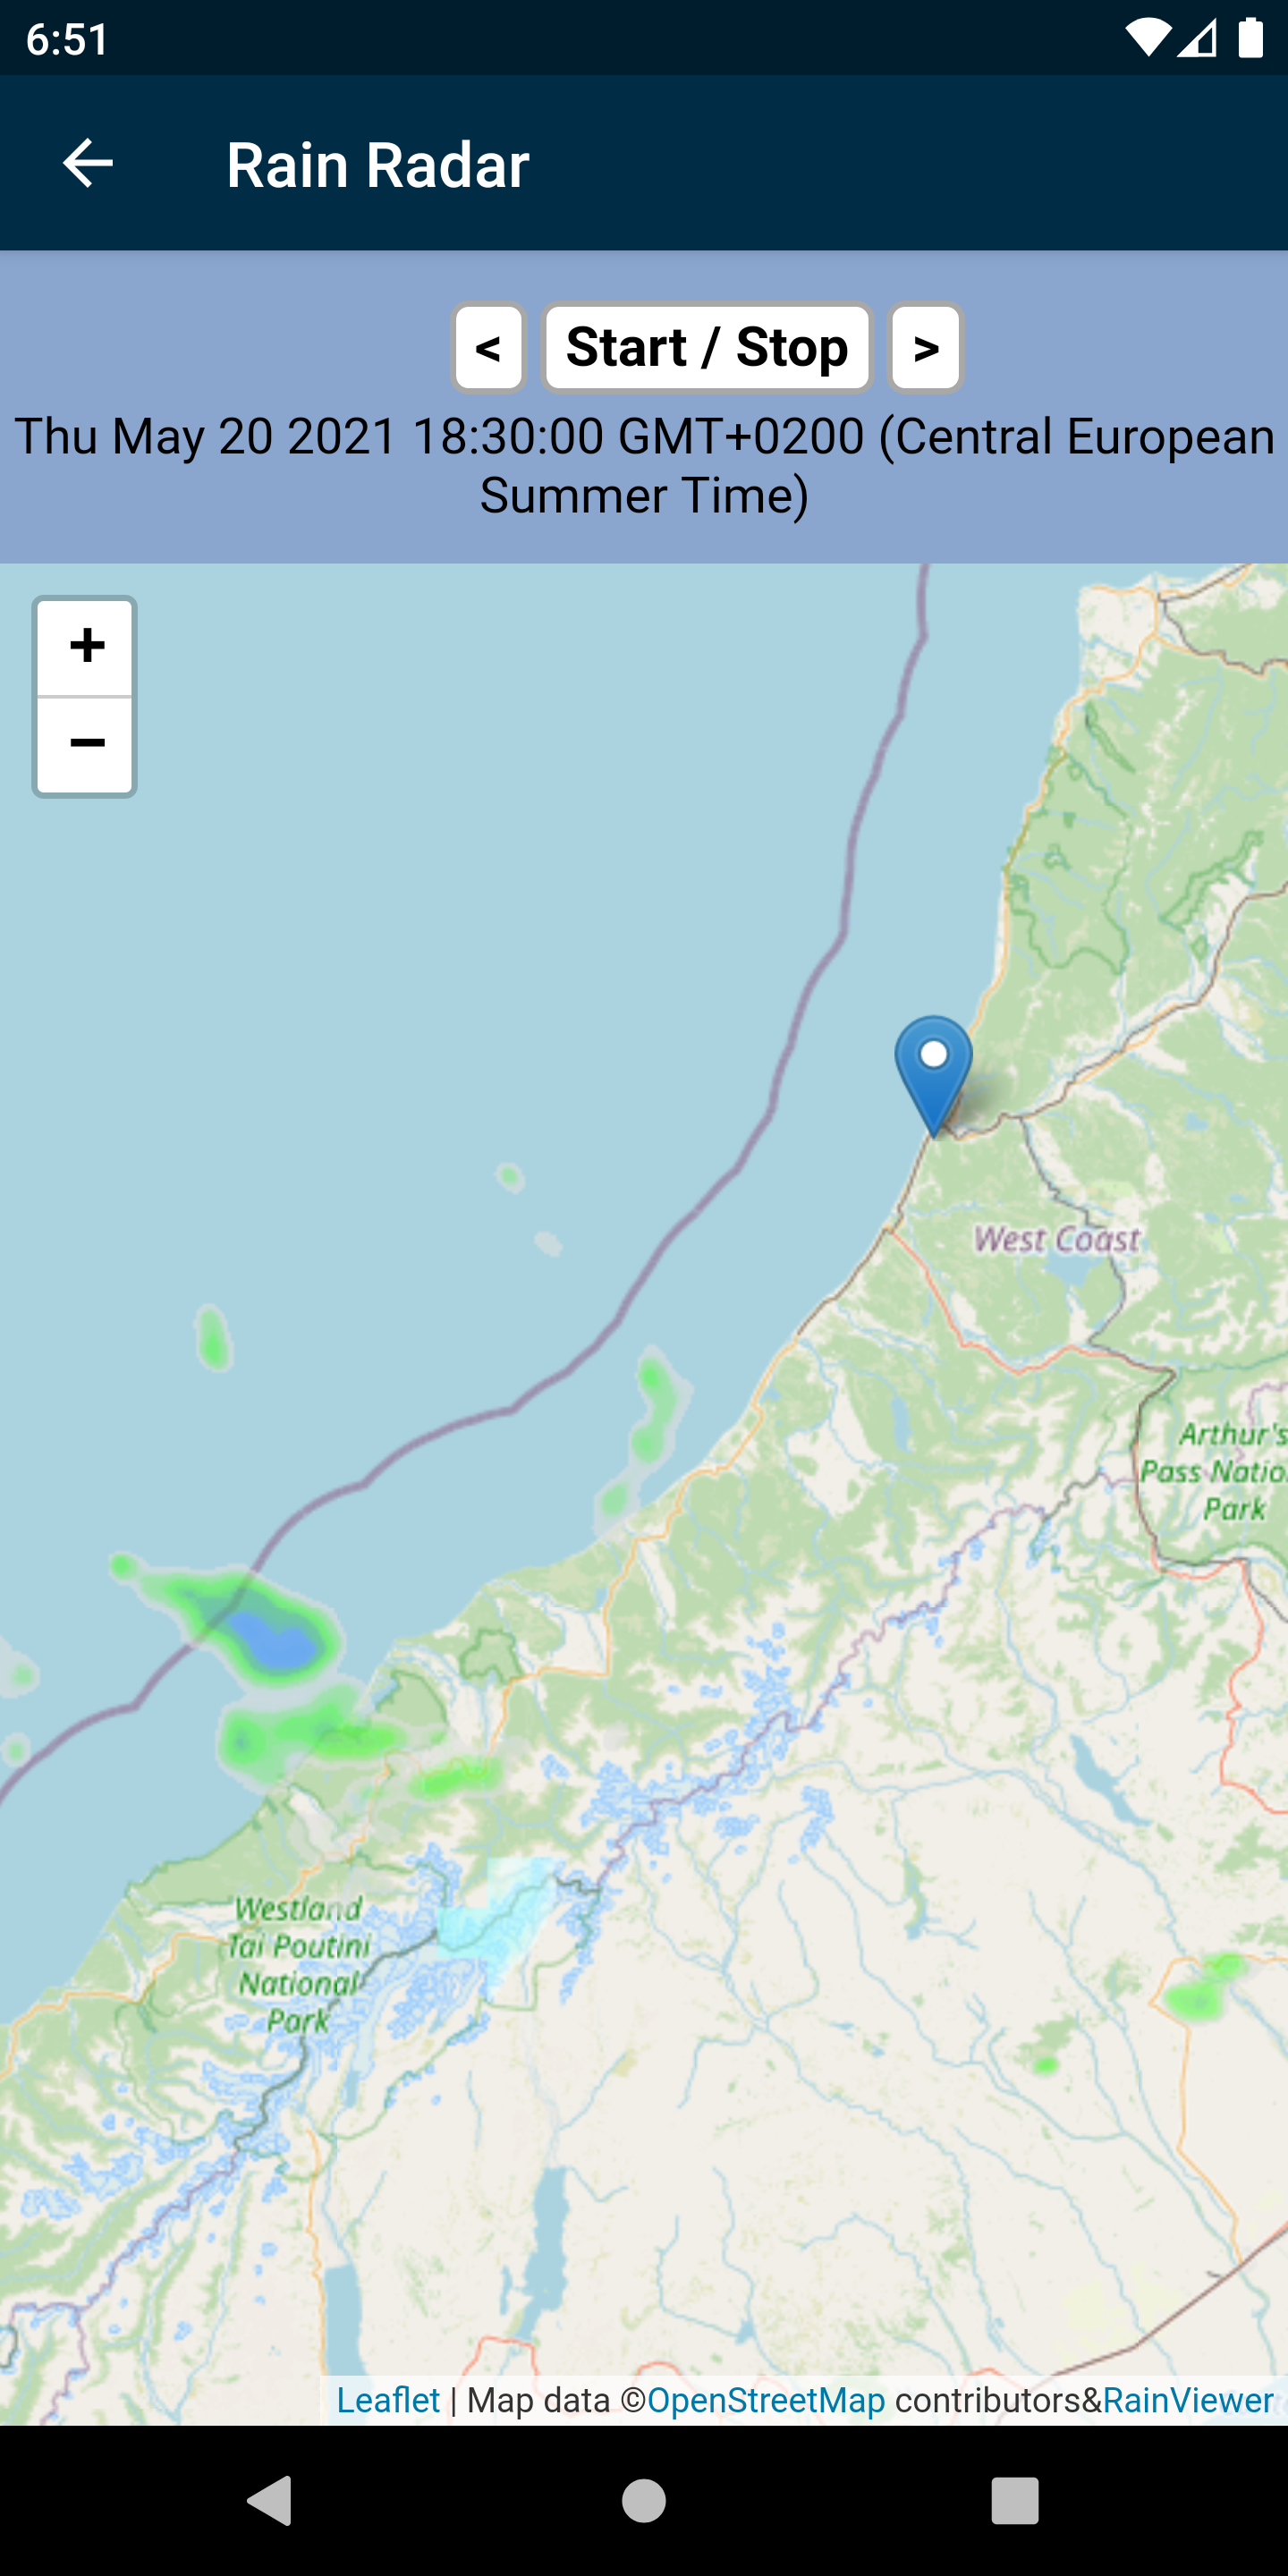 6:51
Rain Radar
< Start / Stop >
Thu May 20 2021 18:30:00 GMT+0200 (Central European
Summer Time)
+
−
West Coast
Arthur's
Pass Natio
Park
Westland
Tai Poutini
National
Park
Leaflet | Map data ©OpenStreetMap contributors&RainViewer